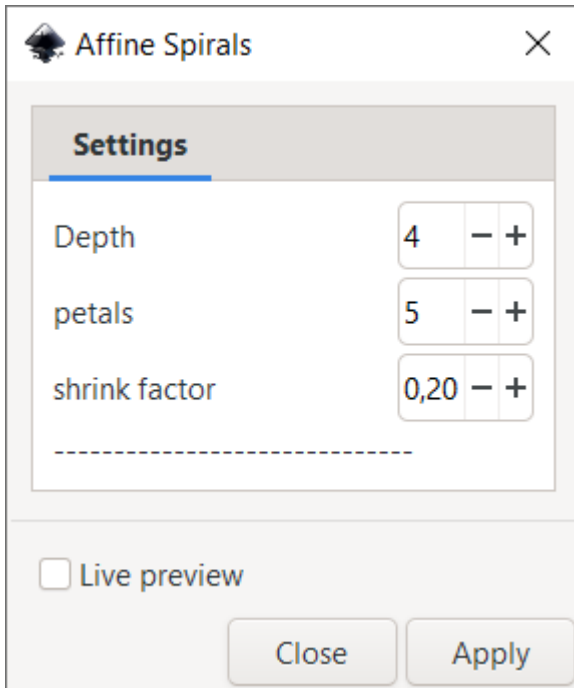 Affine Spirals
Settings
Depth 4 − +
petals 5 − +
shrink factor 0,20 − +
------------------------------
Live preview
Close Apply